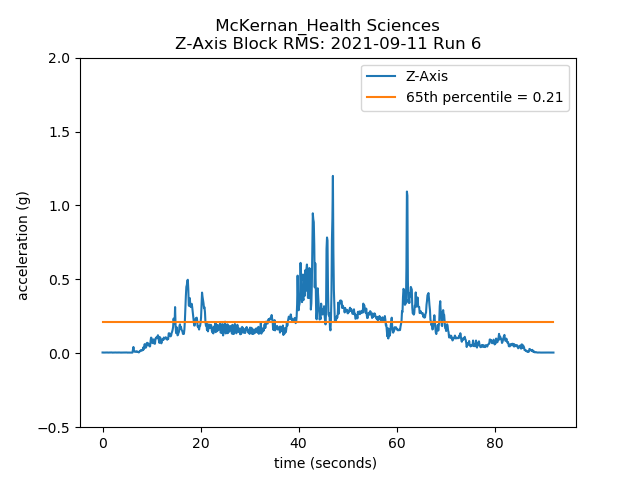 McKernan_Health Sciences
Z-Axis Block RMS: 2021-09-11 Run 6
Z-Axis
65th percentile = 0.21
2.0
1.5
1.0
0.5
0.0
−0.5
acceleration (g)
0 20 40 60 80
time (seconds)